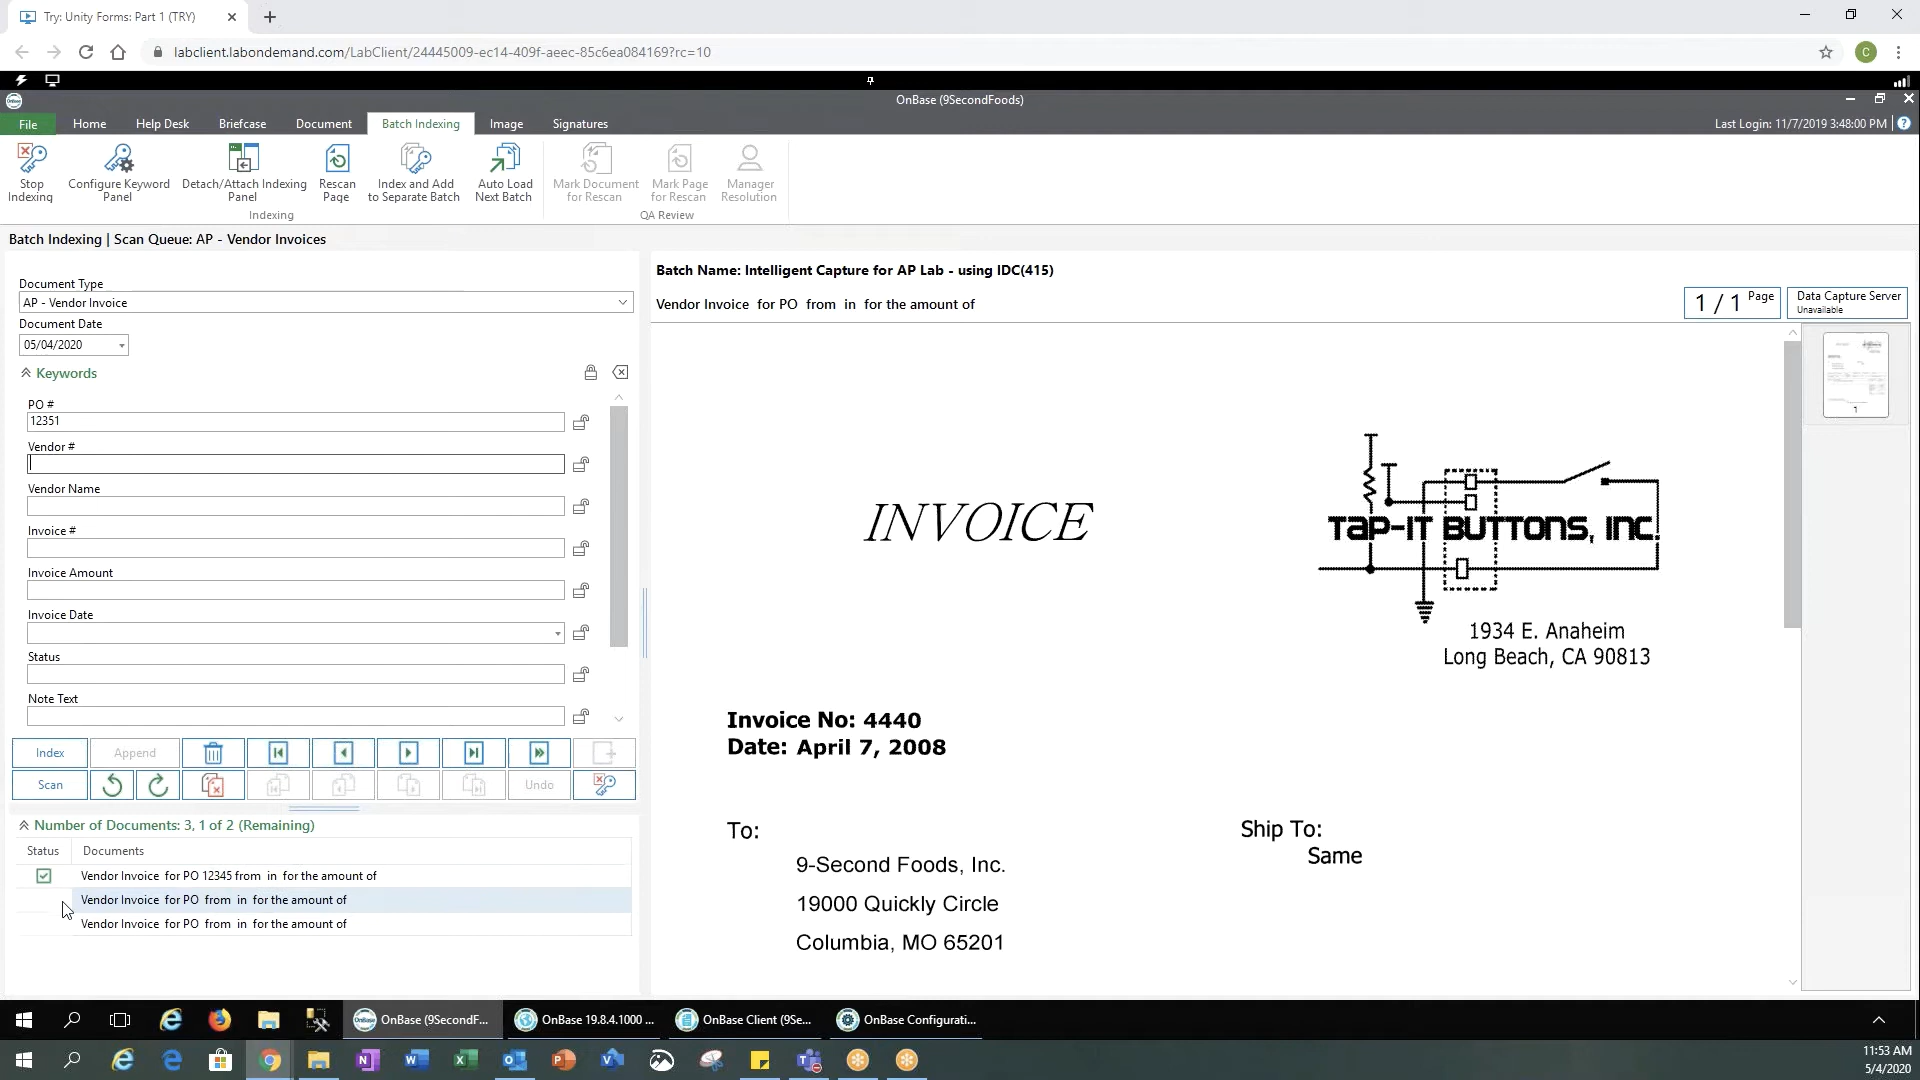 Try: Unity Forms: Part 1 (TRY)
labclient.labondemand.com/LabClient/24445009-ec14-409f-aeec-85c6ea084169?rc=10
C
OnBase (9SecondFoods)
File Home Help Desk Briefcase Document Batch Indexing Image Signatures
Last Login: 11/7/2019 3:48:00 PM
Stop Indexing
Configure Keyword Panel
Detach/Attach Indexing Panel
Rescan Page
Index and Add to Separate Batch
Auto Load Next Batch
Mark Document for Rescan
Mark Page for Rescan
Manager Resolution
Indexing
QA Review
Batch Indexing | Scan Queue: AP - Vendor Invoices
Document Type
AP - Vendor Invoice
Document Date
05/04/2020
Keywords
PO #
12351
Vendor #
Vendor Name
Invoice #
Invoice Amount
Invoice Date
Status
Note Text
Index Append
Scan Undo
Number of Documents: 3, 1 of 2 (Remaining)
Status Documents
Vendor Invoice for PO 12345 from in for the amount of
Vendor Invoice for PO from in for the amount of
Vendor Invoice for PO from in for the amount of
Batch Name: Intelligent Capture for AP Lab - using IDC(415)
Vendor Invoice for PO from in for the amount of
1 / 1 Page
Data Capture Server
Unavailable
INVOICE
TAP-IT BUTTONS, INC.
1934 E. Anaheim
Long Beach, CA 90813
Invoice No: 4440
Date: April 7, 2008
To:
9-Second Foods, Inc.
19000 Quickly Circle
Columbia, MO 65201
Ship To:
Same
1
OnBase (9SecondF...
OnBase 19.8.4.1000 ...
OnBase Client (9Se...
OnBase Configurati...
11:53 AM
5/4/2020